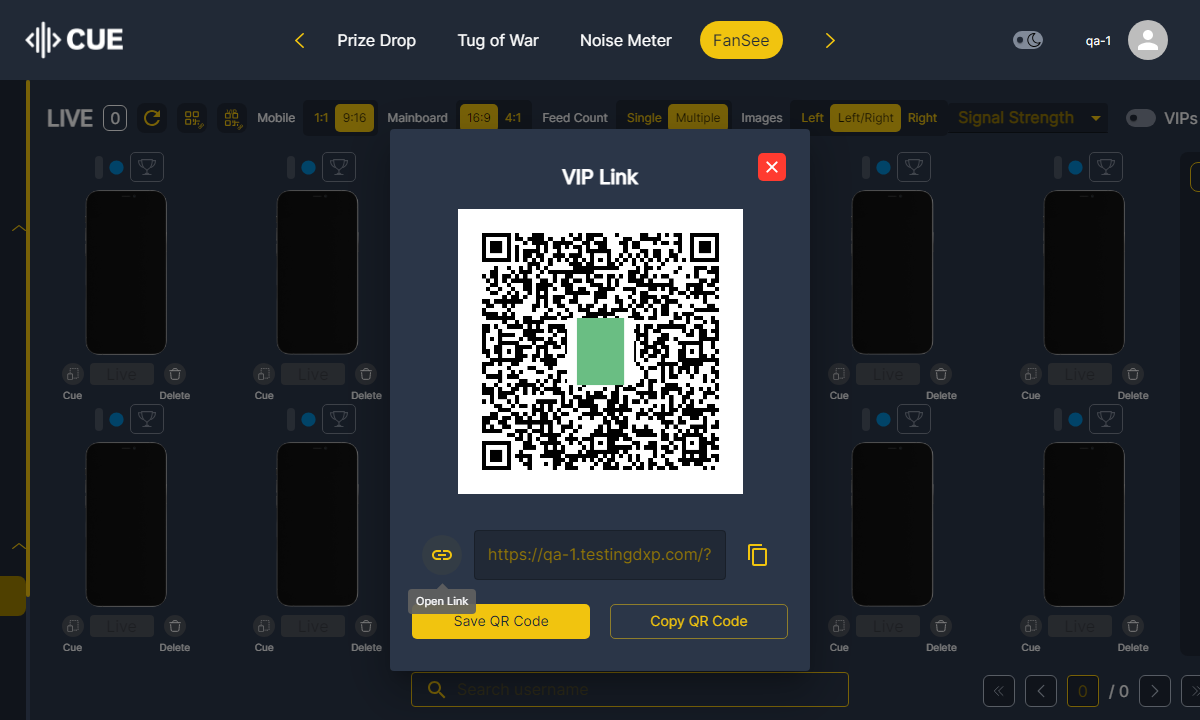 CUE
Prize Drop
Tug of War
Noise Meter
FanSee
qa-1
LIVE 0
Mobile 1:1 9:16
Mainboard 16:9 4:1
Feed Count Single Multiple
Images Left Left/Right Right
Signal Strength
VIPs
VIP Link
Live Live Live Live
Cue Delete Cue Delete Cue Delete Cue Delete
https://qa-1.testingdxp.com/?
Open Link
Save QR Code
Copy QR Code
Live Live Live Live
Cue Delete Cue Delete Cue Delete Cue Delete
Search username
0 / 0